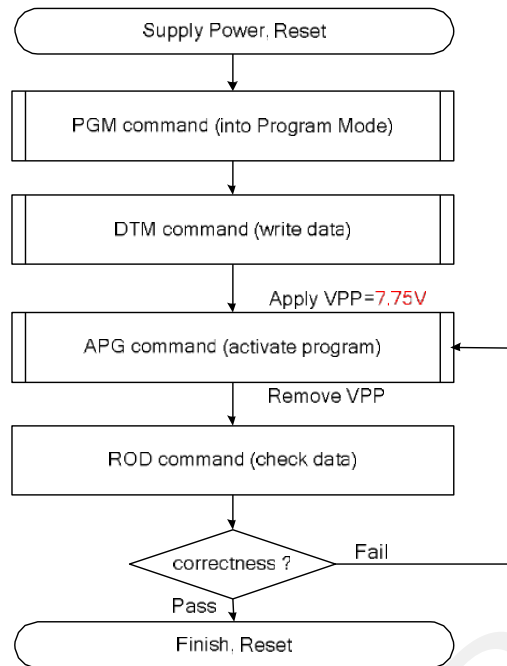 Supply Power, Reset
PGM command (into Program Mode)
DTM command (write data)
Apply VPP=7.75V
APG command (activate program)
Remove VPP
ROD command (check data)
correctness ?
Fail
Pass
Finish, Reset